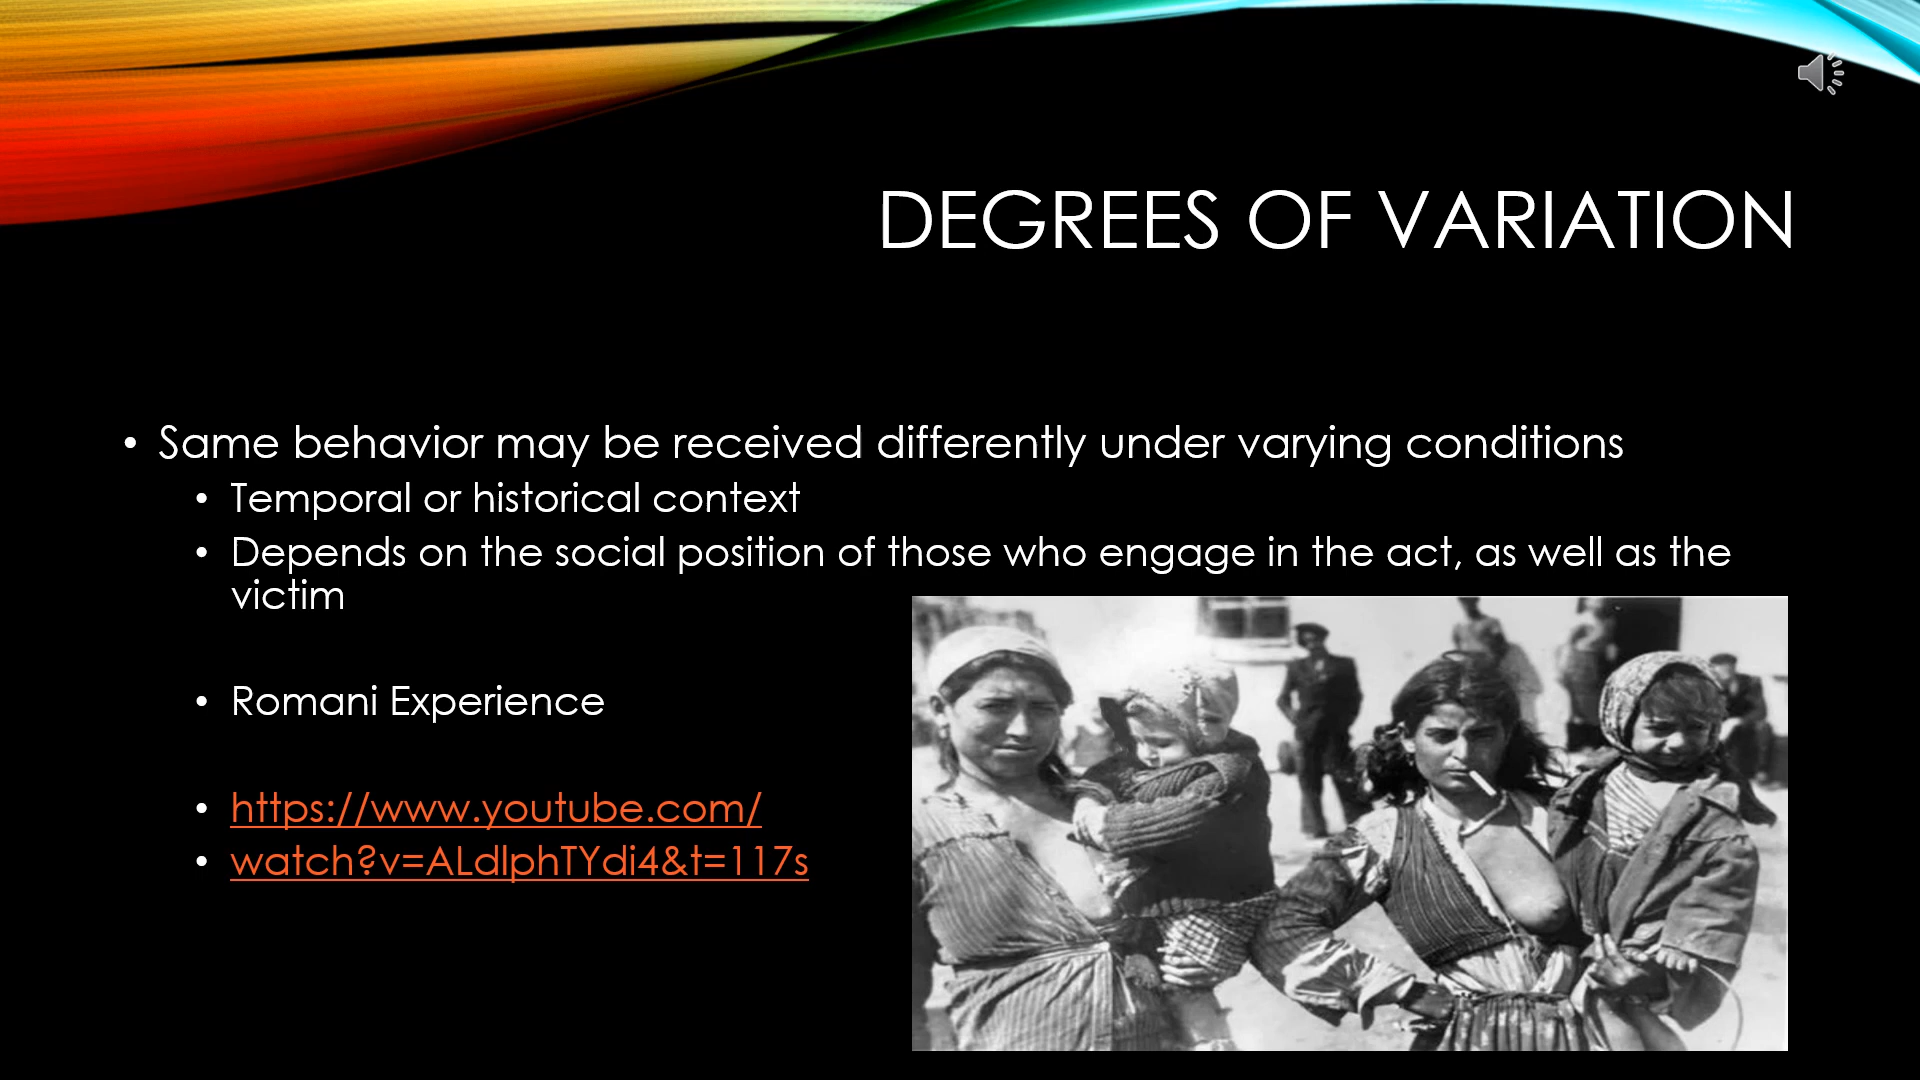 DEGREES OF VARIATION
• Same behavior may be received differently under varying conditions
• Temporal or historical context
• Depends on the social position of those who engage in the act, as well as the
victim
• Romani Experience
• https://www.youtube.com/
• watch?v=ALdlphTYdi4&t=117s